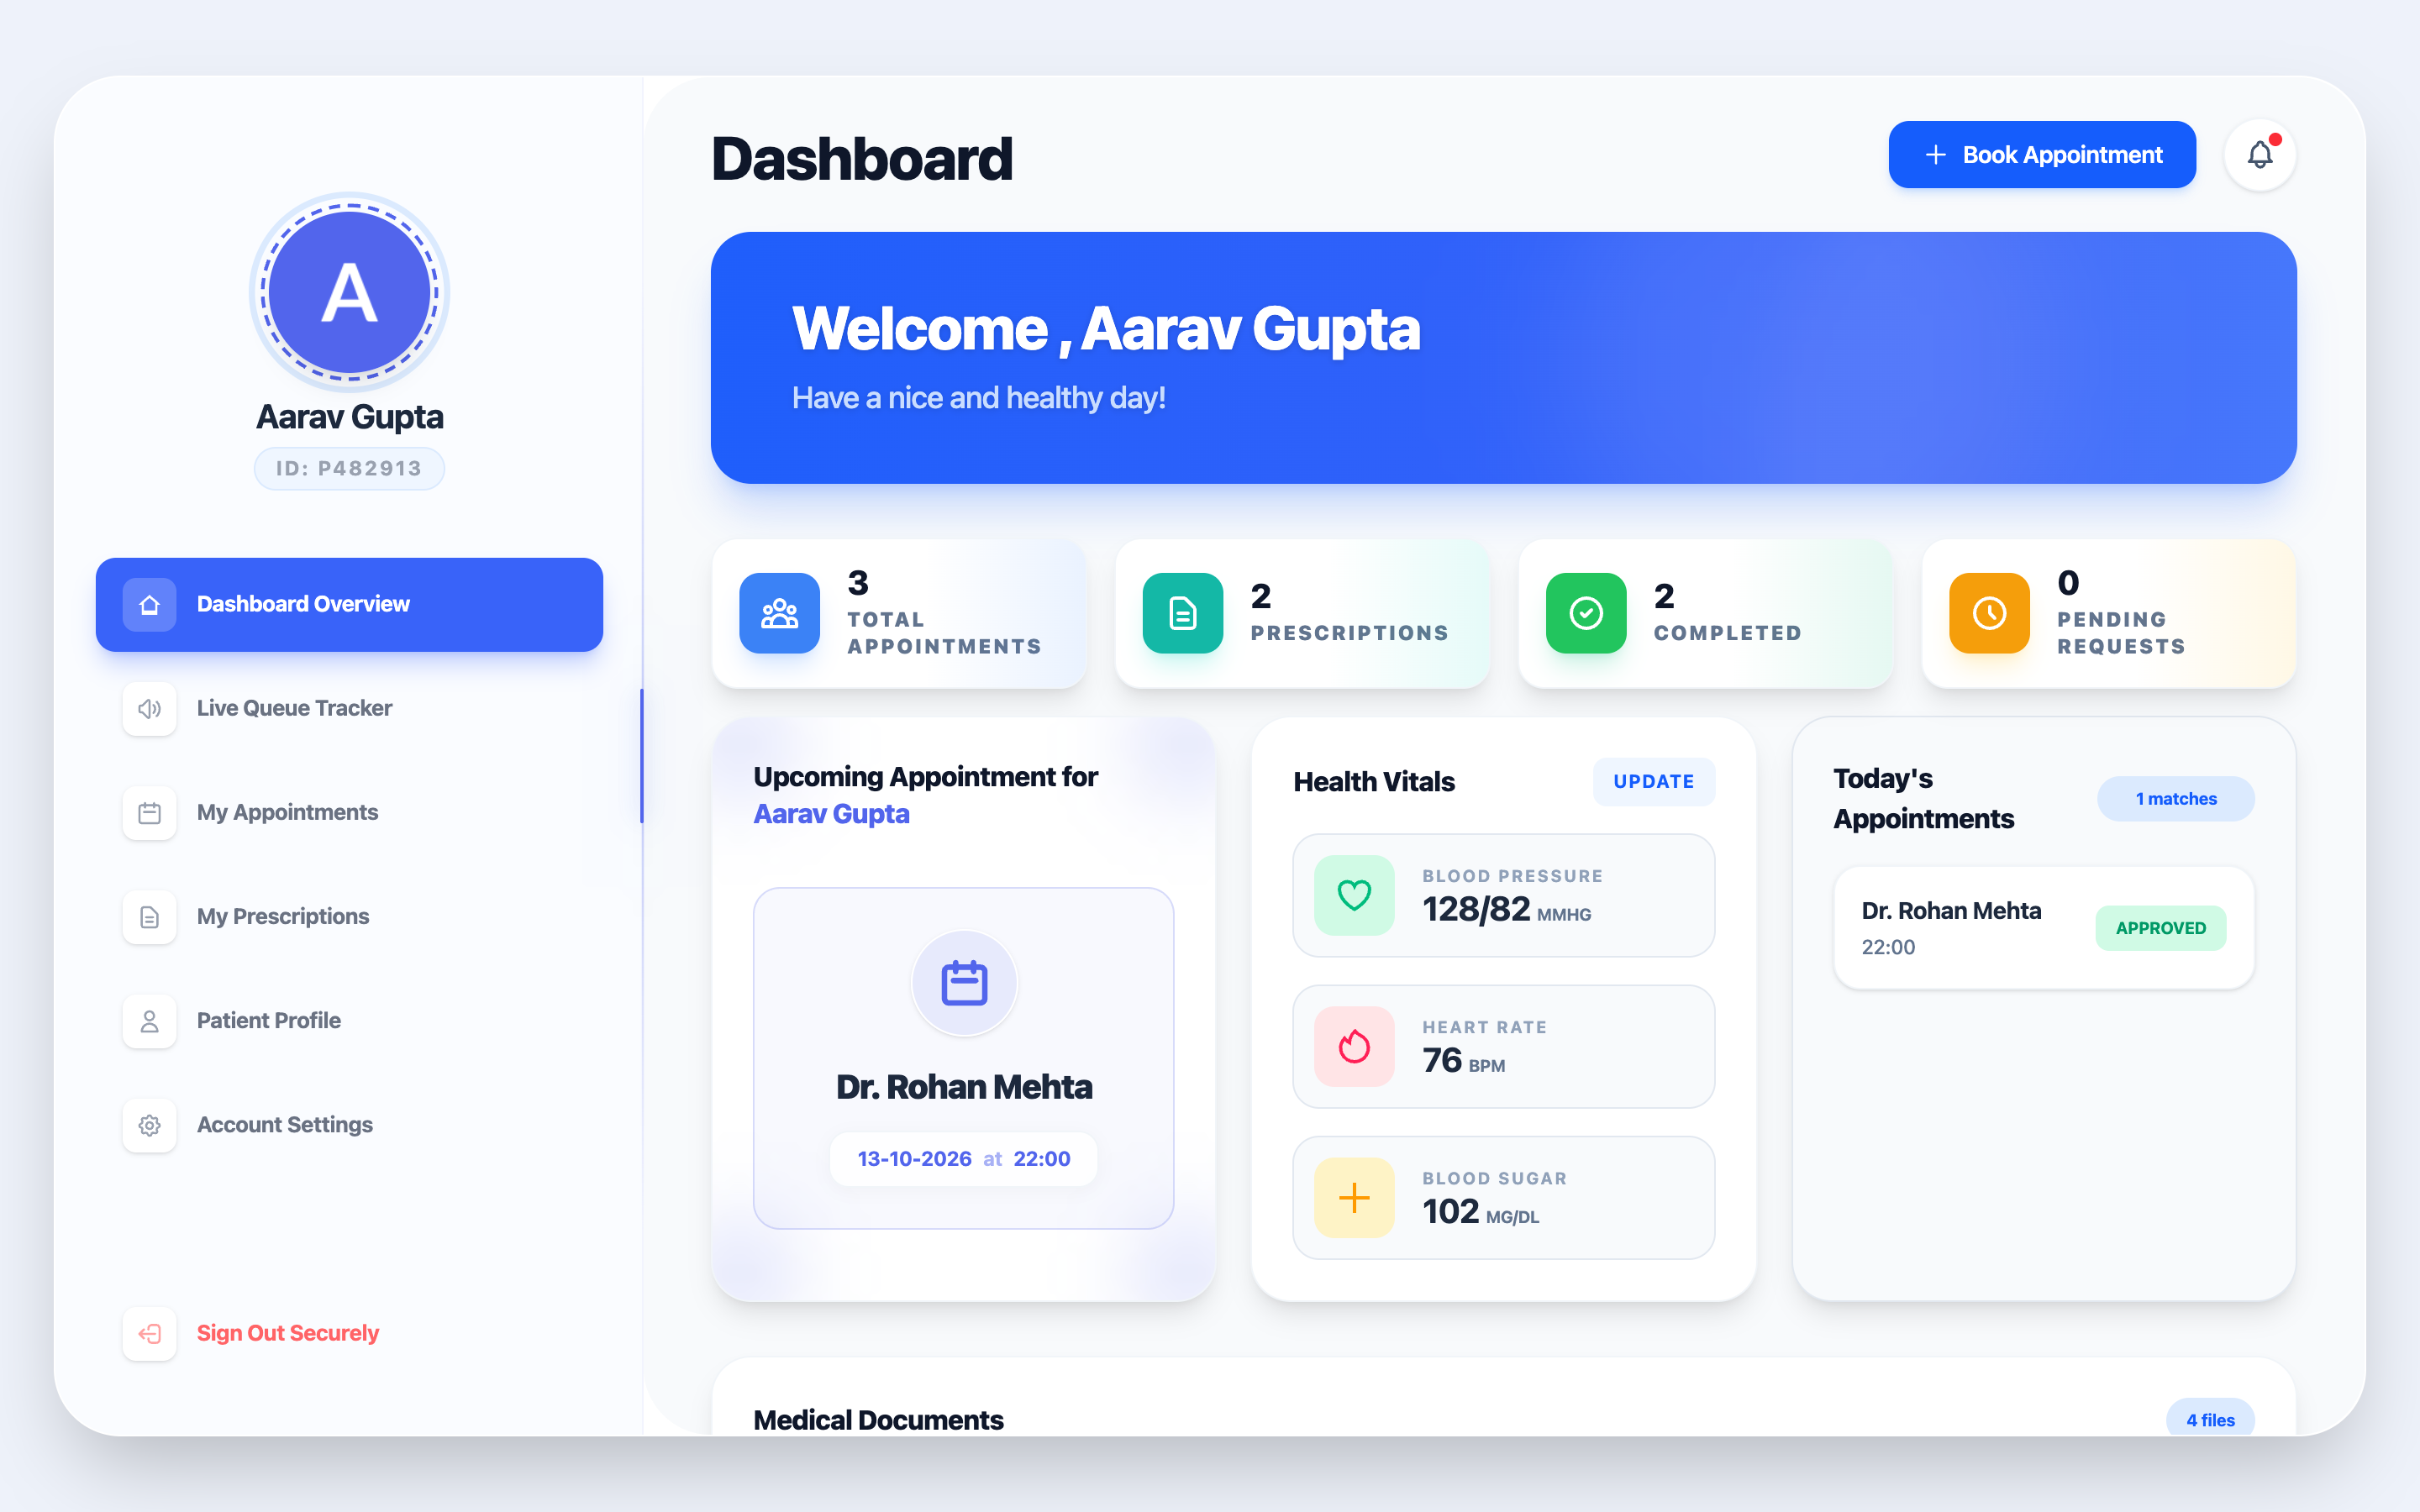 A
Aarav Gupta
ID: P482913
Dashboard Overview
Live Queue Tracker
My Appointments
My Prescriptions
Patient Profile
Account Settings
Sign Out Securely
Dashboard
Book Appointment
Welcome , Aarav Gupta
Have a nice and healthy day!
3
TOTAL
APPOINTMENTS
2
PRESCRIPTIONS
2
COMPLETED
0
PENDING
REQUESTS
Upcoming Appointment for
Aarav Gupta
Dr. Rohan Mehta
13-10-2026 at 22:00
Health Vitals
UPDATE
BLOOD PRESSURE
128/82 MMHG
HEART RATE
76 BPM
BLOOD SUGAR
102 MG/DL
Today's
Appointments
1 matches
Dr. Rohan Mehta
22:00
APPROVED
Medical Documents
4 files